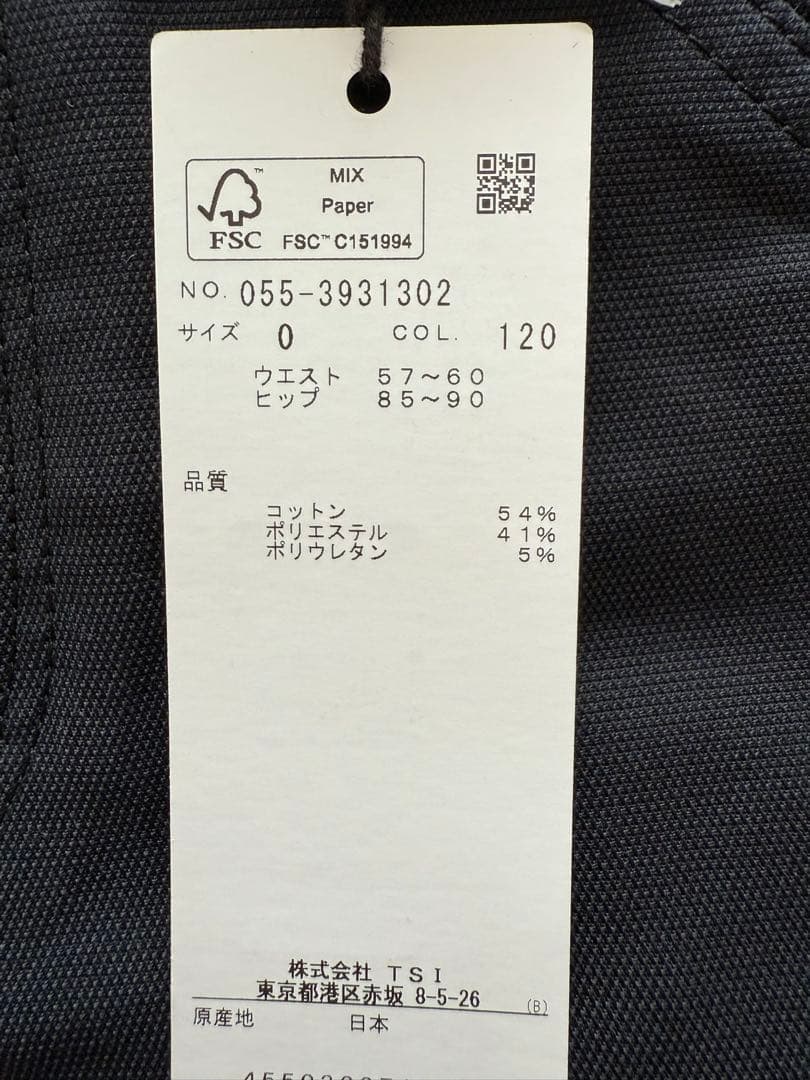 MIX
Paper
FSC™ FSC™ C151994
NO. 055-3931302
サイズ 0 COL. 120
ウエスト 57～60
ヒップ 85～90
品質
コットン 54%
ポリエステル 41%
ポリウレタン 5%
株式会社 TSI
東京都港区赤坂 8-5-26 (B)
原産地 日本